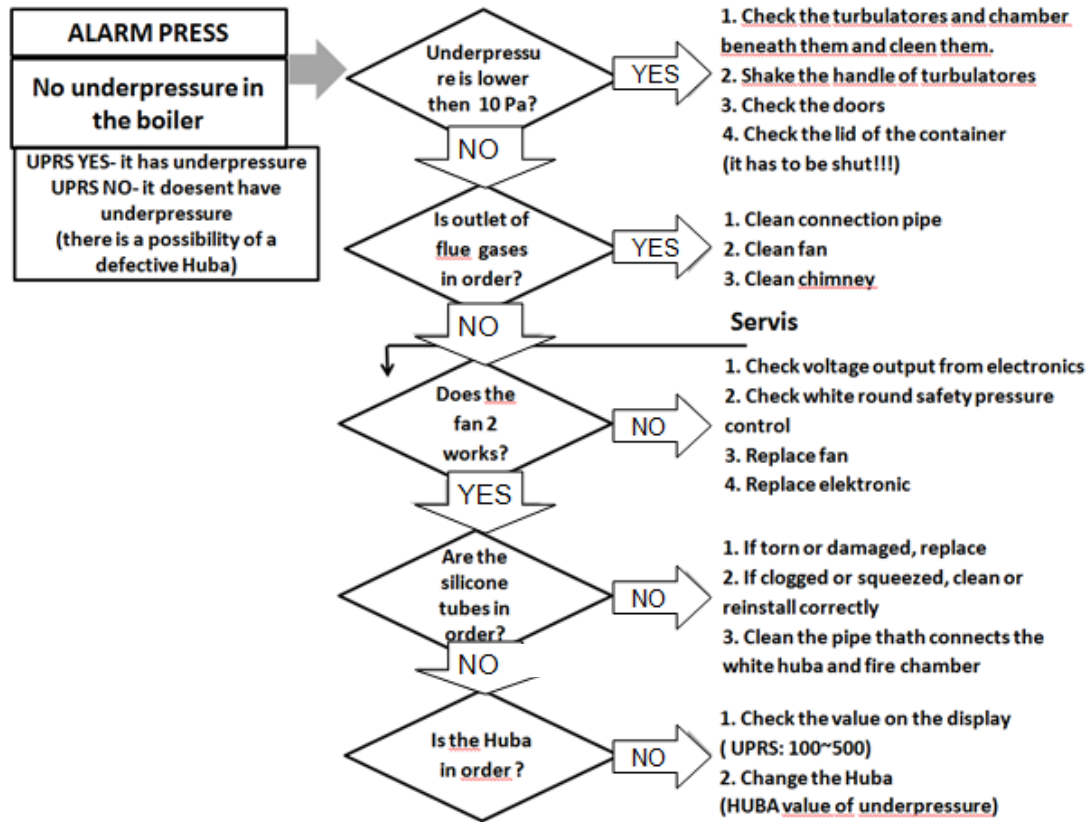 ALARM PRESS
No underpressure in
the boiler
UPRS YES- it has underpressure
UPRS NO- it doesent have
underpressure
(there is a possibility of a
defective Huba)
Underpressu
re is lower
then 10 Pa?
YES
1. Check the turbulatores and chamber
beneath them and cleen them.
2. Shake the handle of turbulatores
3. Check the doors
4. Check the lid of the container
(it has to be shut!!!)
NO
Is outlet of
flue gases
in order?
YES
1. Clean connection pipe
2. Clean fan
3. Clean chimney
NO
Servis
Does the
fan 2
works?
NO
1. Check voltage output from electronics
2. Check white round safety pressure
control
3. Replace fan
4. Replace elektronic
YES
Are the
silicone
tubes in
order?
NO
1. If torn or damaged, replace
2. If clogged or squeezed, clean or
reinstall correctly
3. Clean the pipe thath connects the
white huba and fire chamber
NO
Is the Huba
in order ?
NO
1. Check the value on the display
( UPRS: 100~500)
2. Change the Huba
(HUBA value of underpressure)